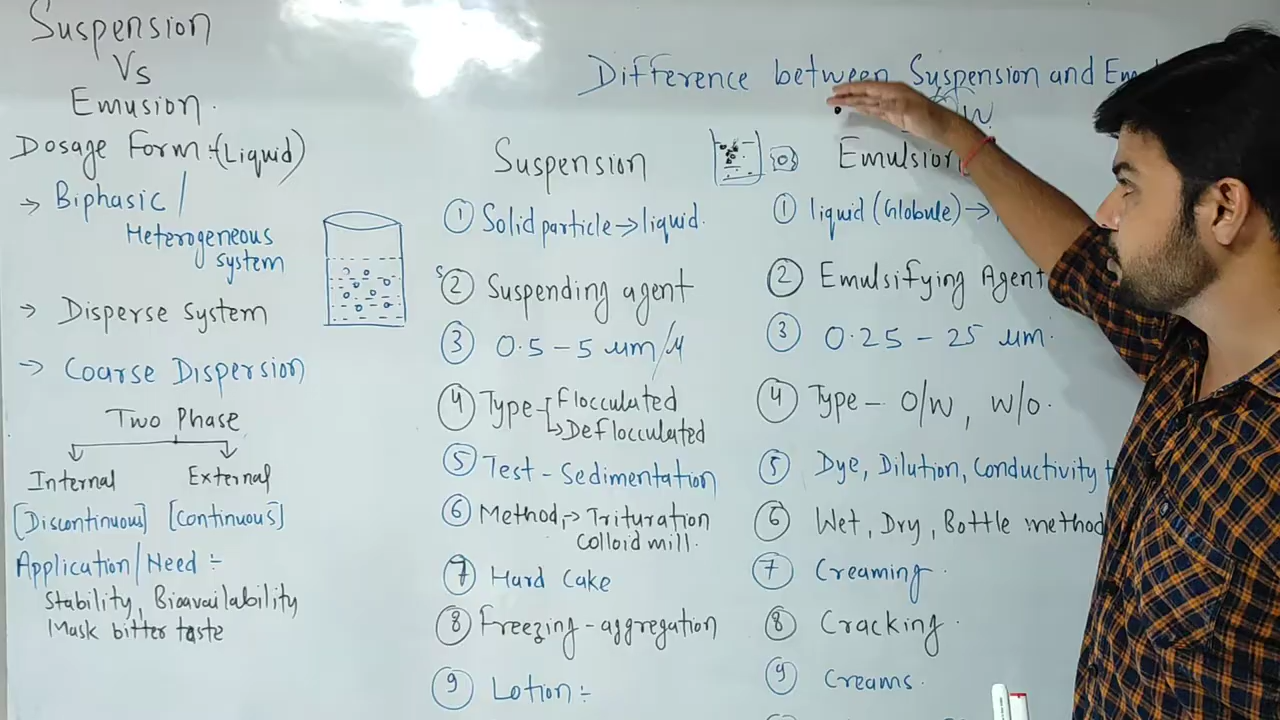 Suspension
Vs
Emusion.
Dosage Form :- (Liquid)
→ Biphasic /
Heterogeneous
system
→ Disperse System
→ Coarse Dispersion
Two Phase
Internal External
[Discontinuous] [Continuous]
Application/Need :-
Stability, Bioavailability
Mask bitter taste
Difference between Suspension and
Suspension
① Solid particle → liquid.
② Suspending agent
③ 0.5 - 5 µm/µ
④ Type - Flocculated
→ Deflocculated
⑤ Test - Sedimentation
⑥ Method, → Trituration
Colloid mill.
⑦ Hard Cake
⑧ Freezing - aggregation
⑨ Lotion :-
W
Emulsion
① liquid (Globule) →
② Emulsifying Agent
③ 0.25 - 25 µm.
④ Type - O/W, W/O.
⑤ Dye, Dilution, Conductivity t
⑥ Wet, Dry, Bottle method
⑦ Creaming.
⑧ Cracking.
⑨ Creams.